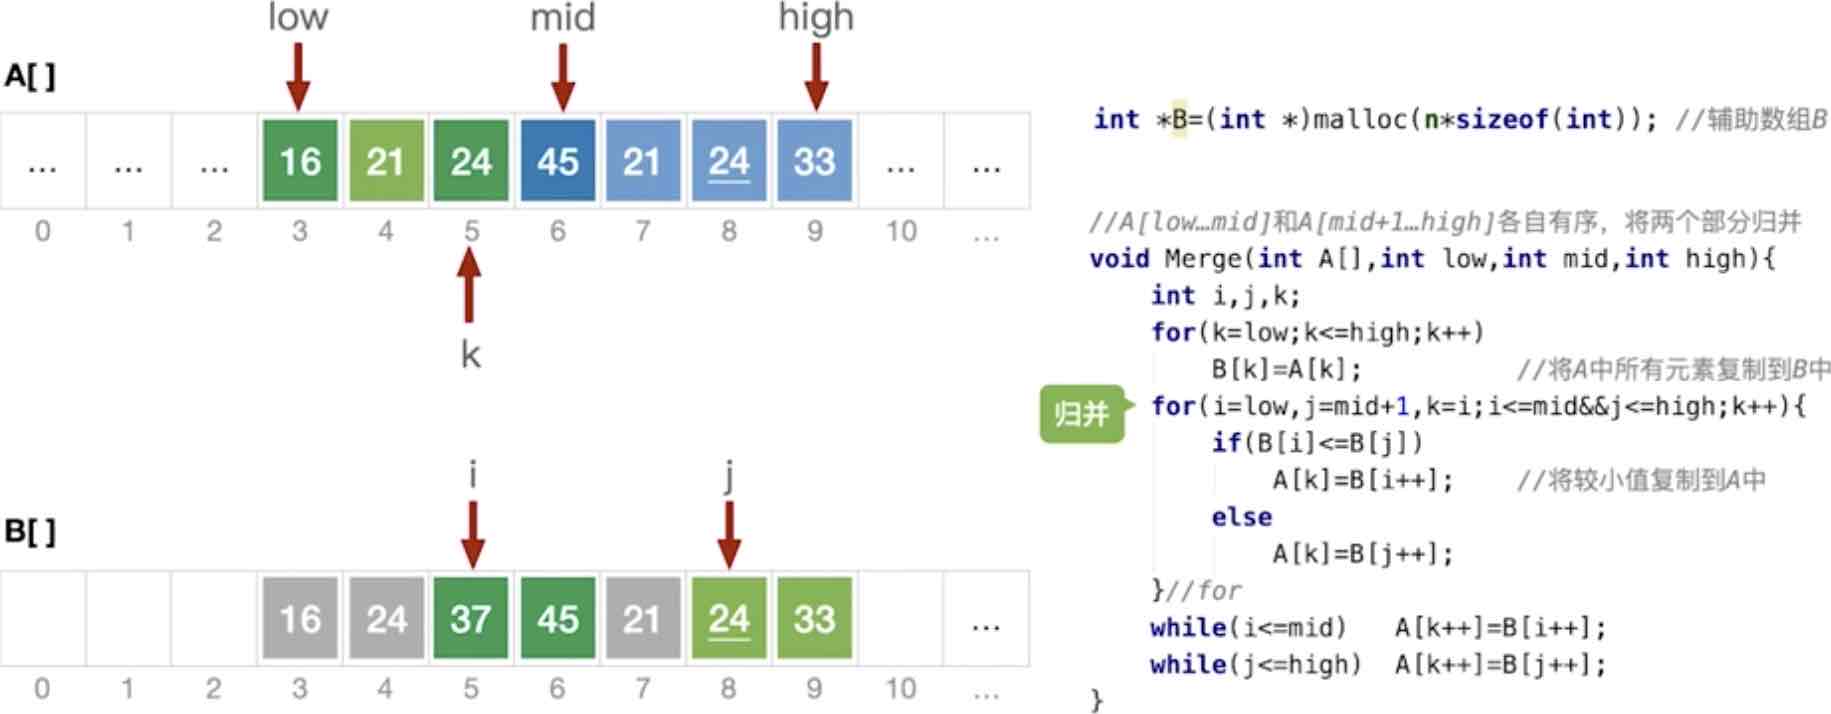 low mid high
A[ ]
... ... ... 16 21 24 45 21 24 33 ... ...
0 1 2 3 4 5 6 7 8 9 10 ...
k
i j
B[ ]
16 24 37 45 21 24 33 ...
0 1 2 3 4 5 6 7 8 9 10 ...
int *B=(int *)malloc(n*sizeof(int)); //辅助数组B
//A[low…mid]和A[mid+1…high]各自有序，将两个部分归并
void Merge(int A[],int low,int mid,int high){
int i,j,k;
for(k=low;k<=high;k++)
B[k]=A[k]; //将A中所有元素复制到B中
归并
for(i=low,j=mid+1,k=i;i<=mid&&j<=high;k++){
if(B[i]<=B[j])
A[k]=B[i++]; //将较小值复制到A中
else
A[k]=B[j++];
}//for
while(i<=mid) A[k++]=B[i++];
while(j<=high) A[k++]=B[j++];
}